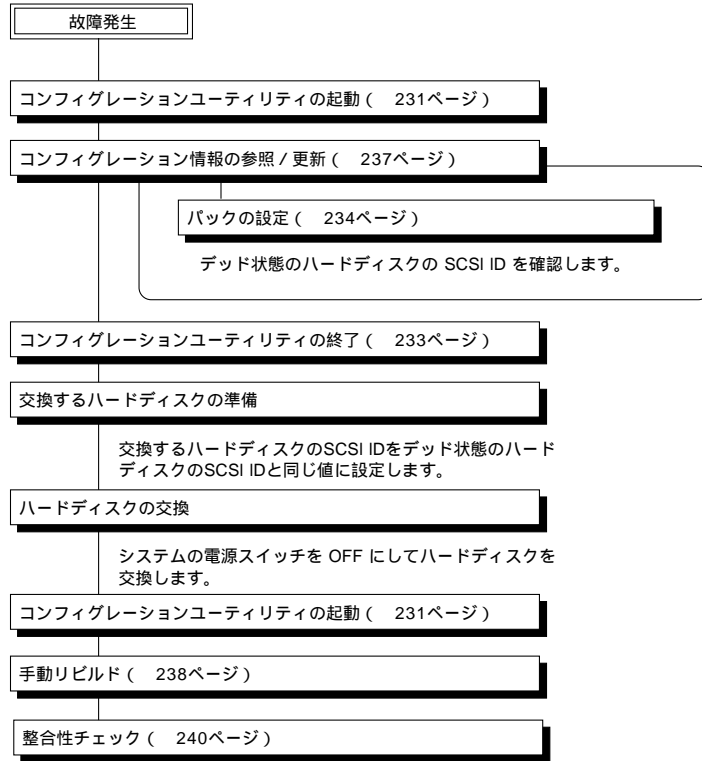 故障発生
コンフィグレーションユーティリティの起動（　231ページ）
コンフィグレーション情報の参照／更新（　237ページ）
パックの設定（　234ページ）
デッド状態のハードディスクの SCSI ID を確認します。
コンフィグレーションユーティリティの終了（　233ページ）
交換するハードディスクの準備
交換するハードディスクのSCSI IDをデッド状態のハード
ディスクのSCSI IDと同じ値に設定します。
ハードディスクの交換
システムの電源スイッチを OFF にしてハードディスクを
交換します。
コンフィグレーションユーティリティの起動（　231ページ）
手動リビルド（　238ページ）
整合性チェック（　240ページ）